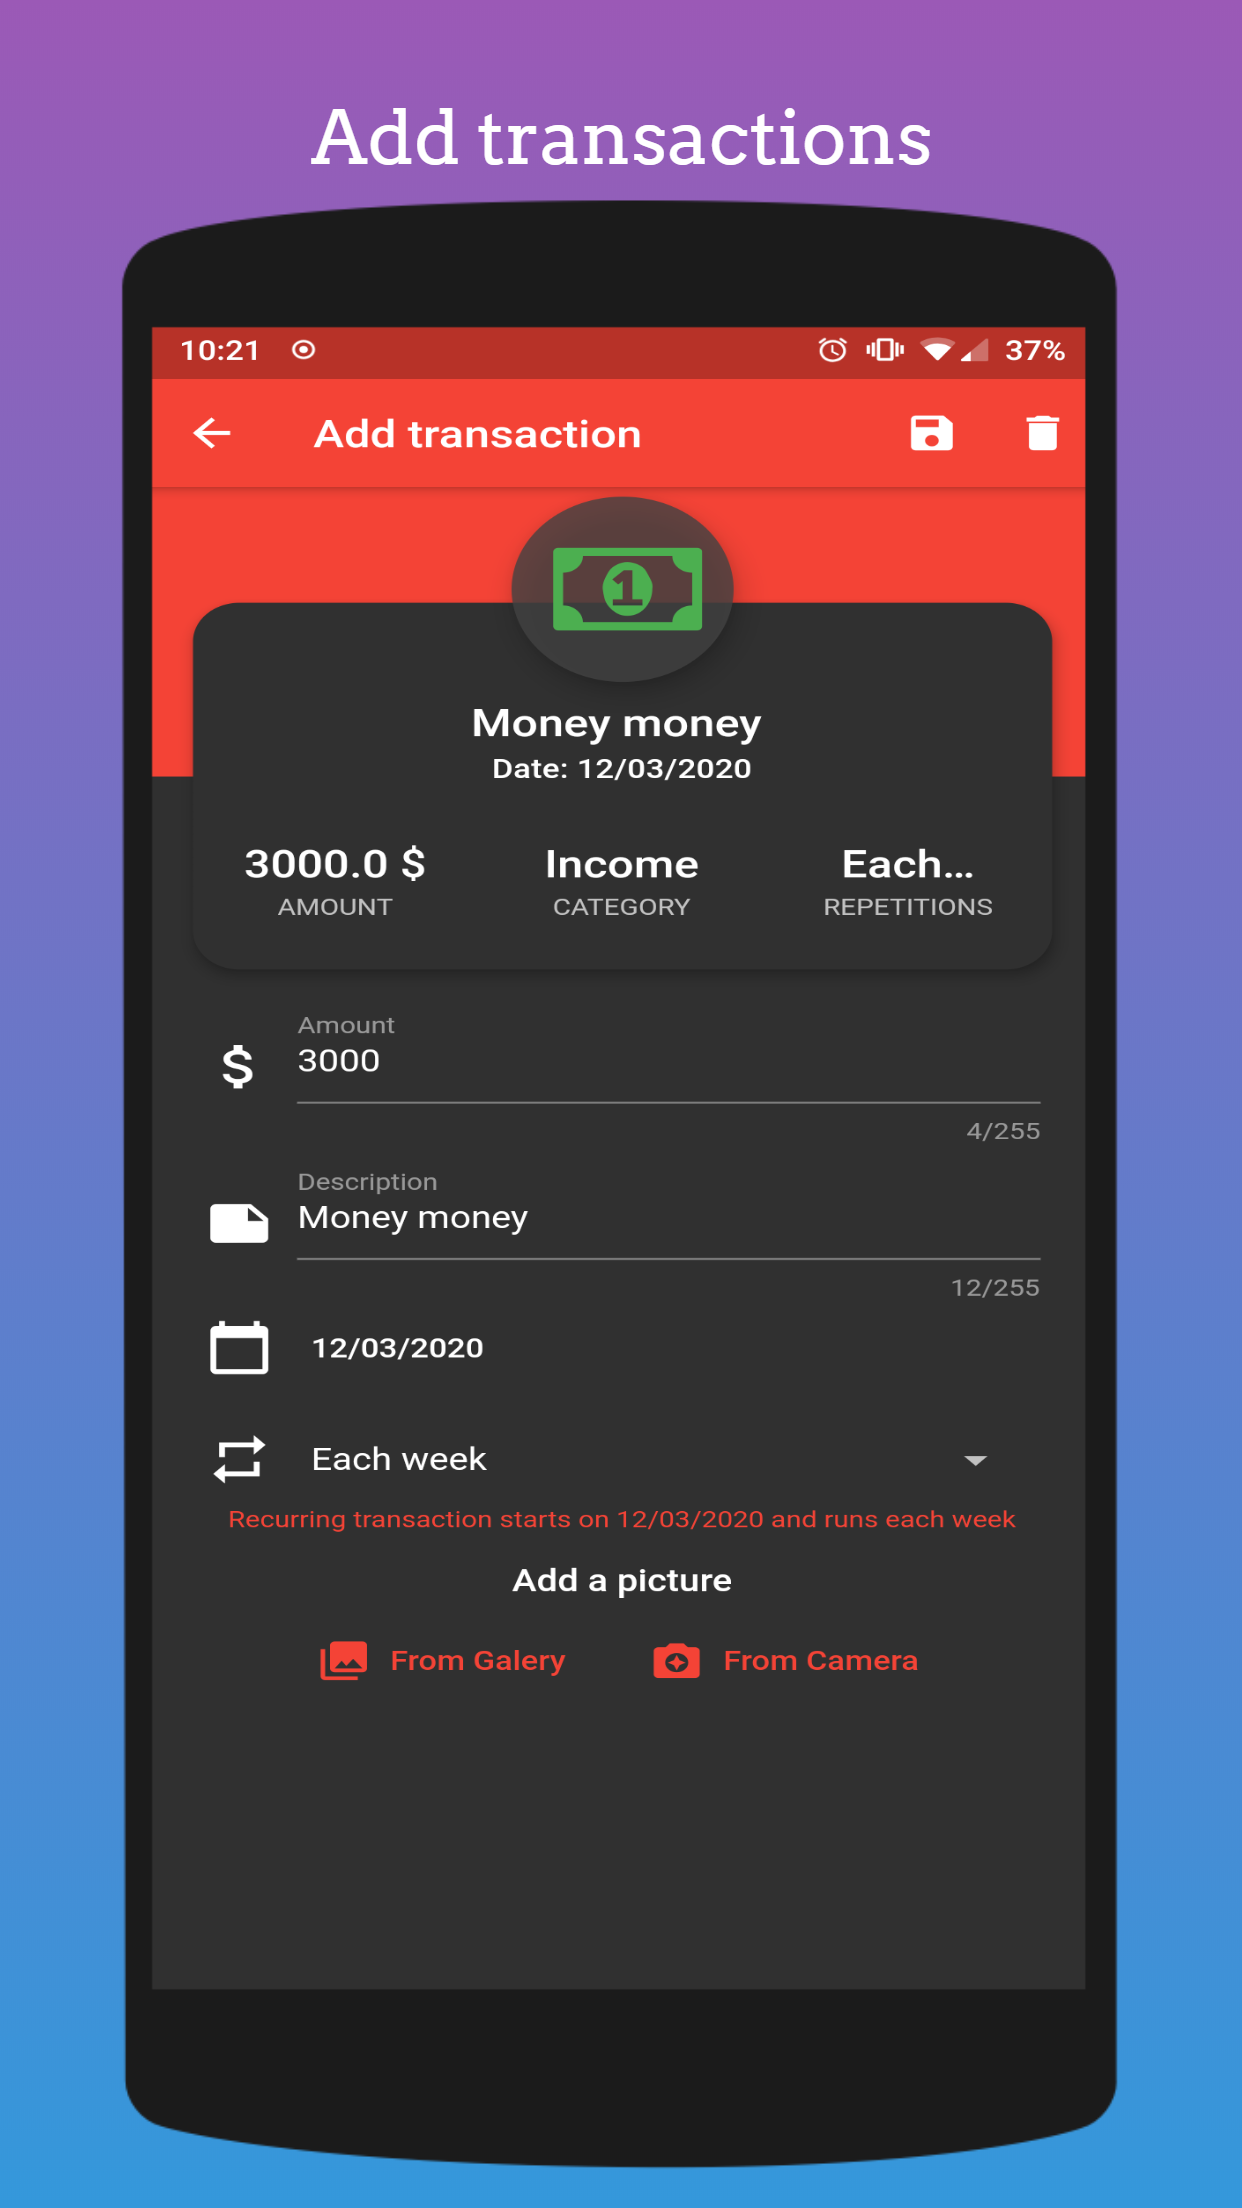 Add transactions
10:21 37%
Add transaction
1
Money money
Date: 12/03/2020
3000.0 $ Income Each...
AMOUNT CATEGORY REPETITIONS
Amount
$ 3000
4/255
Description
Money money
12/255
12/03/2020
Each week
Recurring transaction starts on 12/03/2020 and runs each week
Add a picture
From Galery From Camera